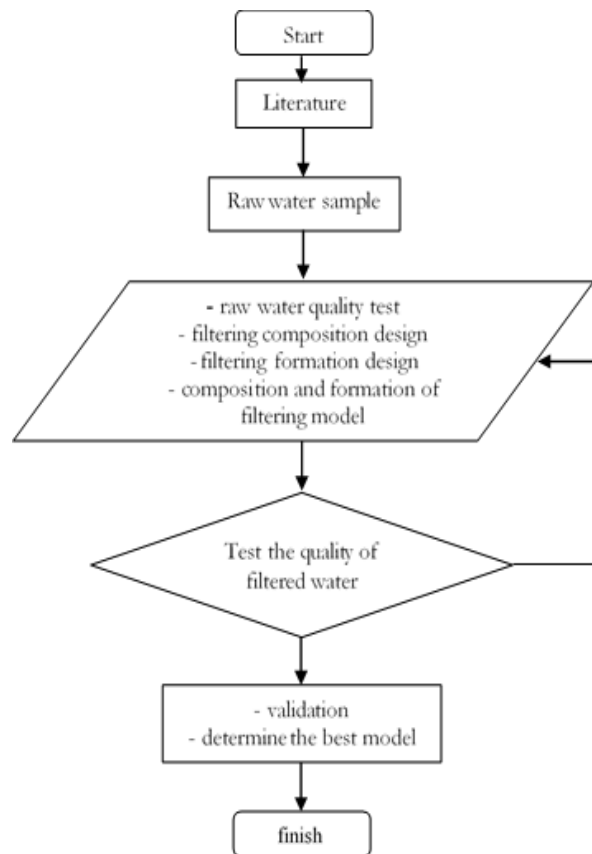 Start
Literature
Raw water sample
- raw water quality test
- filtering composition design
-filtering formation design
- composition and formation of
filtering model
Test the quality of
filtered water
- validation
- determine the best model
finish